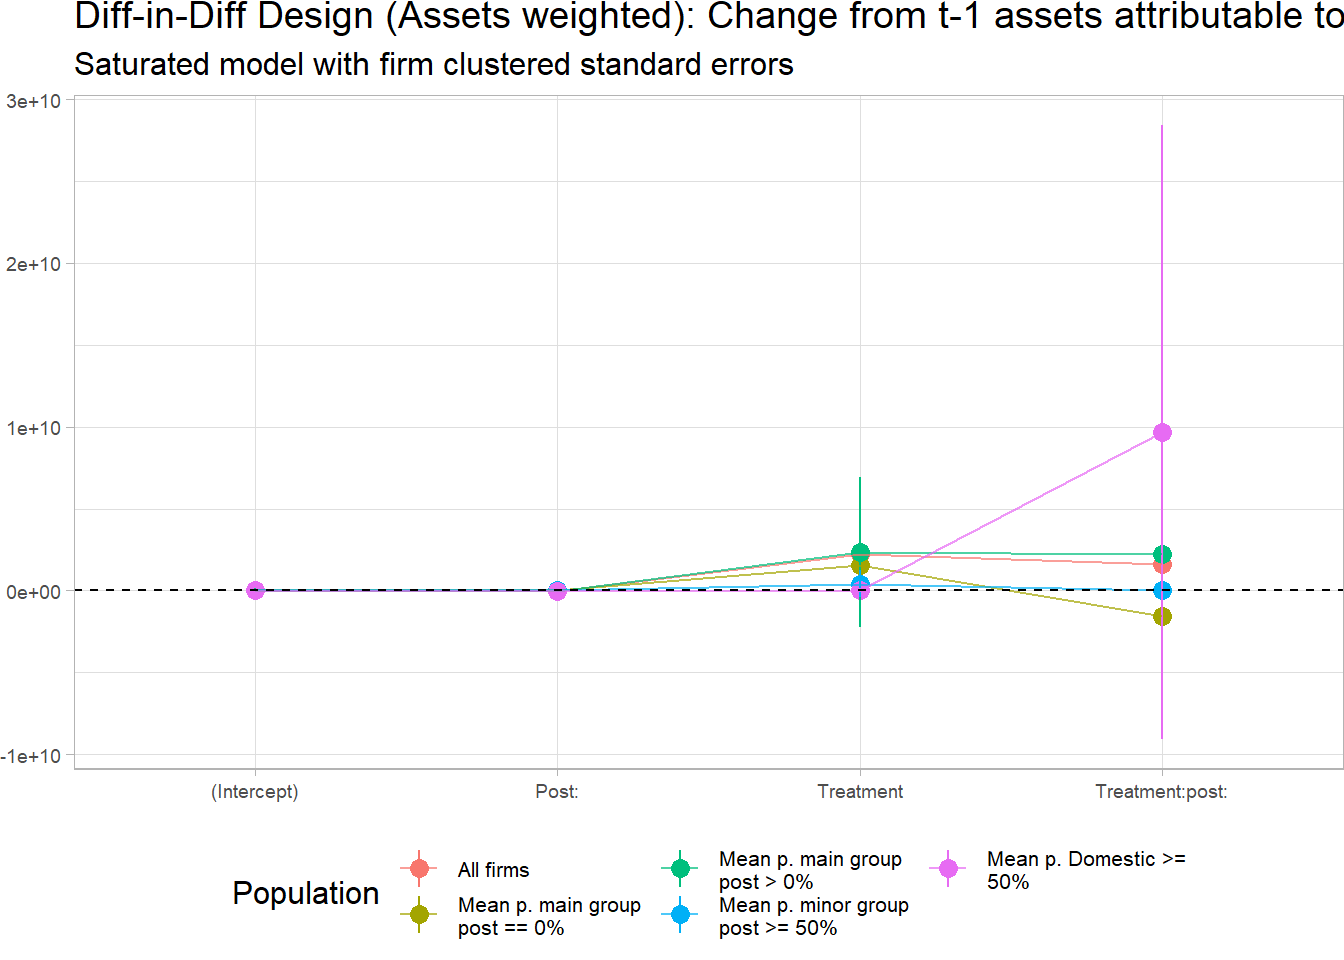 Diff-in-Diff Design (Assets weighted): Change from t-1 assets attributable to
Saturated model with firm clustered standard errors
3e+10
2e+10
1e+10
0e+00
-1e+10
(Intercept)
Post:
Treatment
Treatment:post:
Population
All firms
Mean p. main group
post == 0%
Mean p. main group
post > 0%
Mean p. minor group
post >= 50%
Mean p. Domestic >=
50%